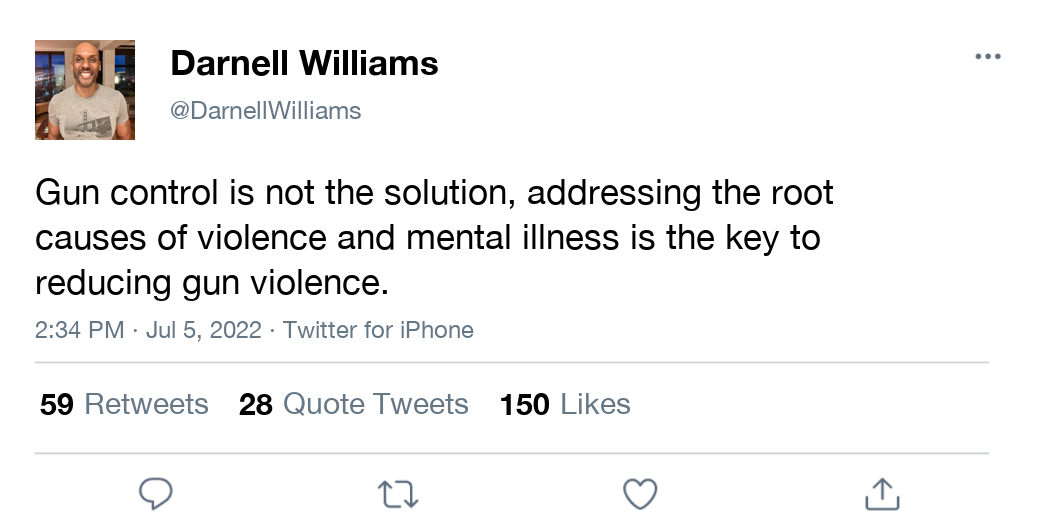 Darnell Williams
@DarnellWilliams
Gun control is not the solution, addressing the root
causes of violence and mental illness is the key to
reducing gun violence.
2:34 PM · Jul 5, 2022 · Twitter for iPhone
59 Retweets 28 Quote Tweets 150 Likes